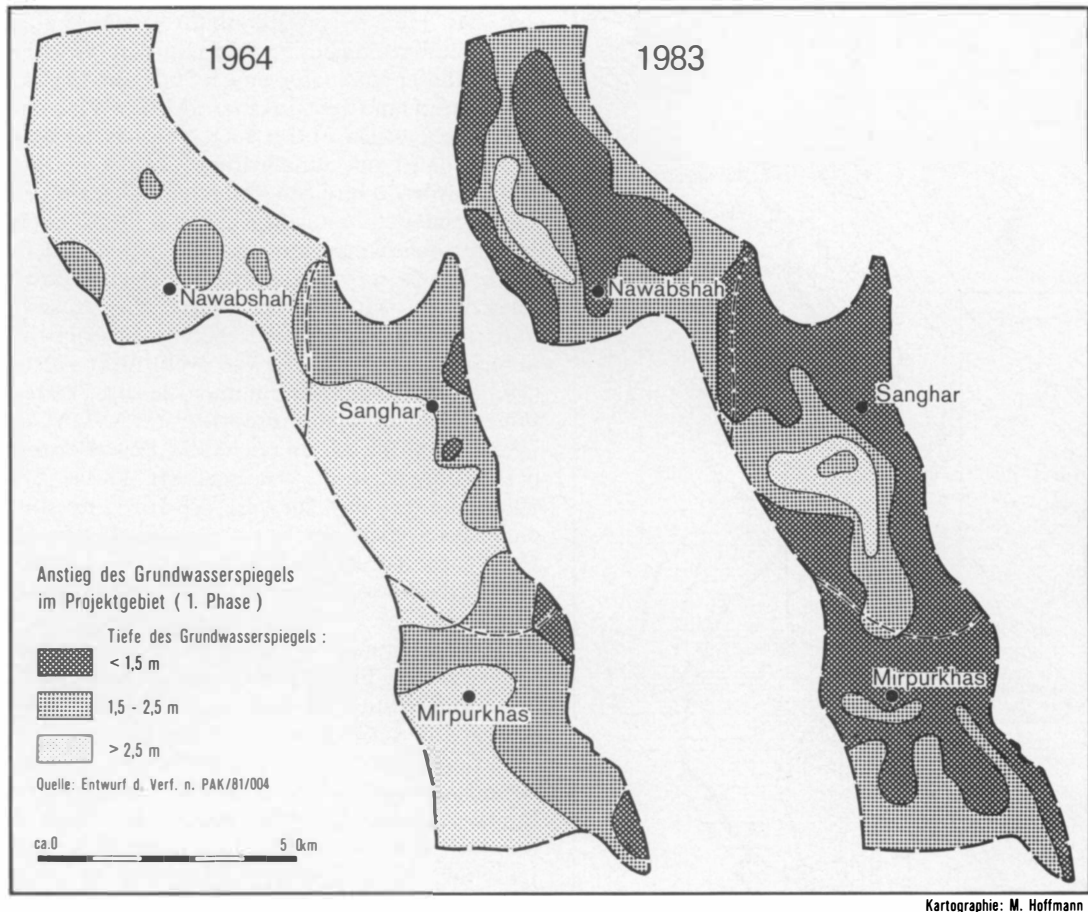 1964
1983
Nawabshah
Nawabshah
Sanghar
Sanghar
Mirpurkhas
Mirpurkhas
Anstieg des Grundwasserspiegels
im Projektgebiet ( 1. Phase )
Tiefe des Grundwasserspiegels :
< 1,5 m
1,5 - 2,5 m
> 2,5 m
Quelle: Entwurf d. Verf. n. PAK/81/004
ca.0 5 0km
Kartographie: M. Hoffmann